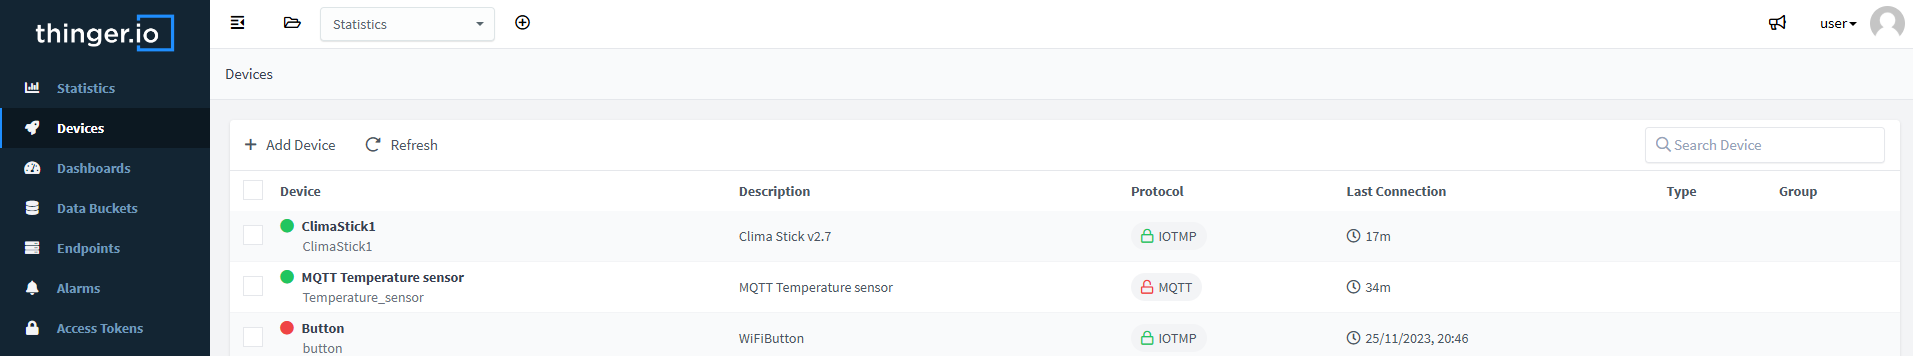 thinger.io
Statistics
user
Statistics
Devices
Dashboards
Data Buckets
Endpoints
Alarms
Access Tokens
Devices
+ Add Device Refresh Search Device
Device Description Protocol Last Connection Type Group
ClimaStick1
ClimaStick1 Clima Stick v2.7 IOTMP 17m
MQTT Temperature sensor
Temperature_sensor MQTT Temperature sensor MQTT 34m
Button
button WiFiButton IOTMP 25/11/2023, 20:46